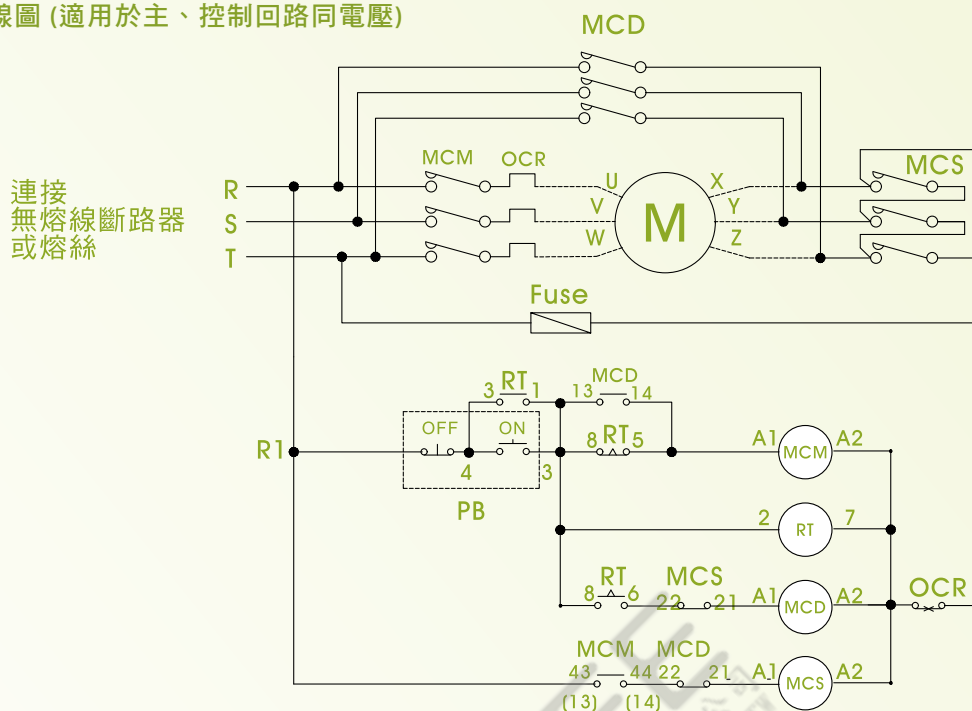 線圖 (適用於主、控制回路同電壓)
MCD
MCM OCR
MCS
連接
無熔線斷路器
或熔絲
R
S
T
U
V
W
M
X
Y
Z
Fuse
3 RT 1
MCD
13 14
OFF ON
8 RT 5
R1
4 3
PB
A1 MCM A2
2 RT 7
RT MCS
8 6 22 21 A1 MCD A2
OCR
MCM MCD
43 44 22 21 A1 MCS A2
(13) (14)